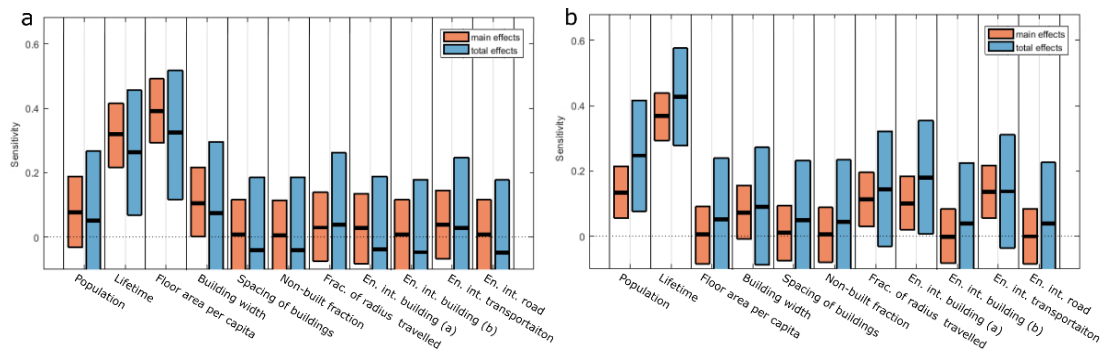 a
main effects
total effects
0.6
0.4
0.2
0
Sensitivity
Population
Lifetime
Floor area per capita
Building width
Spacing of buildings
Non-built fraction
Frac. of radius travelled
En. int. building (a)
En. int. building (b)
En. int. transportaiton
En. int. road
b
main effects
total effects
0.6
0.4
0.2
0
Sensitivity
Population
Lifetime
Floor area per capita
Building width
Spacing of buildings
Non-built fraction
Frac. of radius travelled
En. int. building (a)
En. int. building (b)
En. int. transportaiton
En. int. road